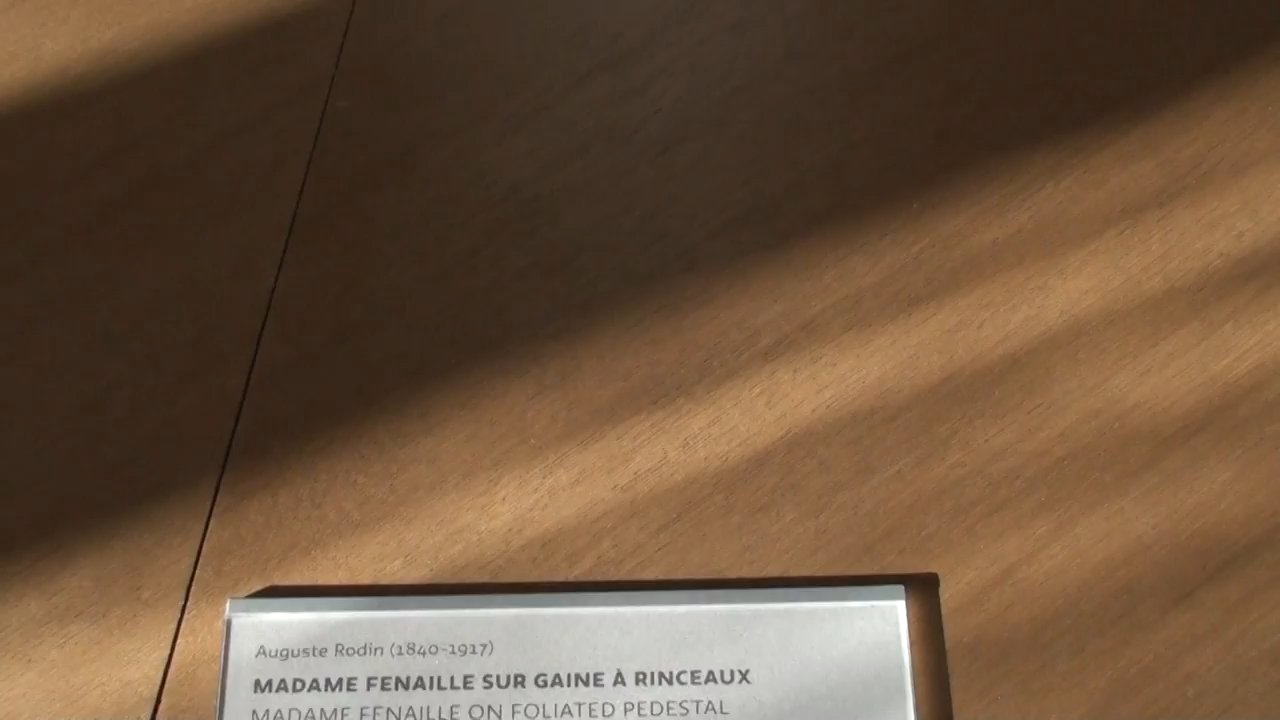 Auguste Rodin (1840-1917)
MADAME FENAILLE SUR GAINE À RINCEAUX
MADAME FENAILLE ON FOLIATED PEDESTAL